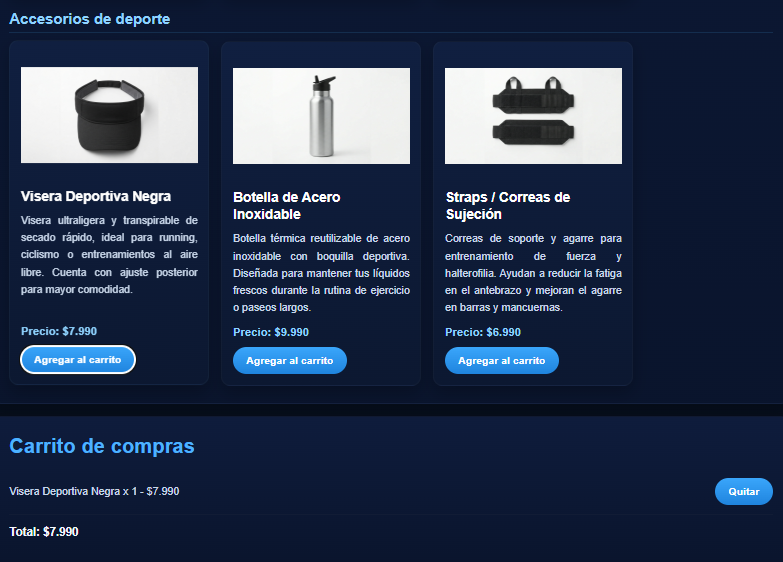 Accesorios de deporte
Visera Deportiva Negra
Visera ultraligera y transpirable de
secado rápido, ideal para running,
ciclismo o entrenamientos al aire
libre. Cuenta con ajuste posterior
para mayor comodidad.
Precio: $7.990
Agregar al carrito
Botella de Acero
Inoxidable
Botella térmica reutilizable de acero
inoxidable con boquilla deportiva.
Diseñada para mantener tus líquidos
frescos durante la rutina de ejercicio
o paseos largos.
Precio: $9.990
Agregar al carrito
Straps / Correas de
Sujeción
Correas de soporte y agarre para
entrenamiento de fuerza y
halterofilia. Ayudan a reducir la fatiga
en el antebrazo y mejoran el agarre
en barras y mancuernas.
Precio: $6.990
Agregar al carrito
Carrito de compras
Visera Deportiva Negra x 1 - $7.990
Quitar
Total: $7.990